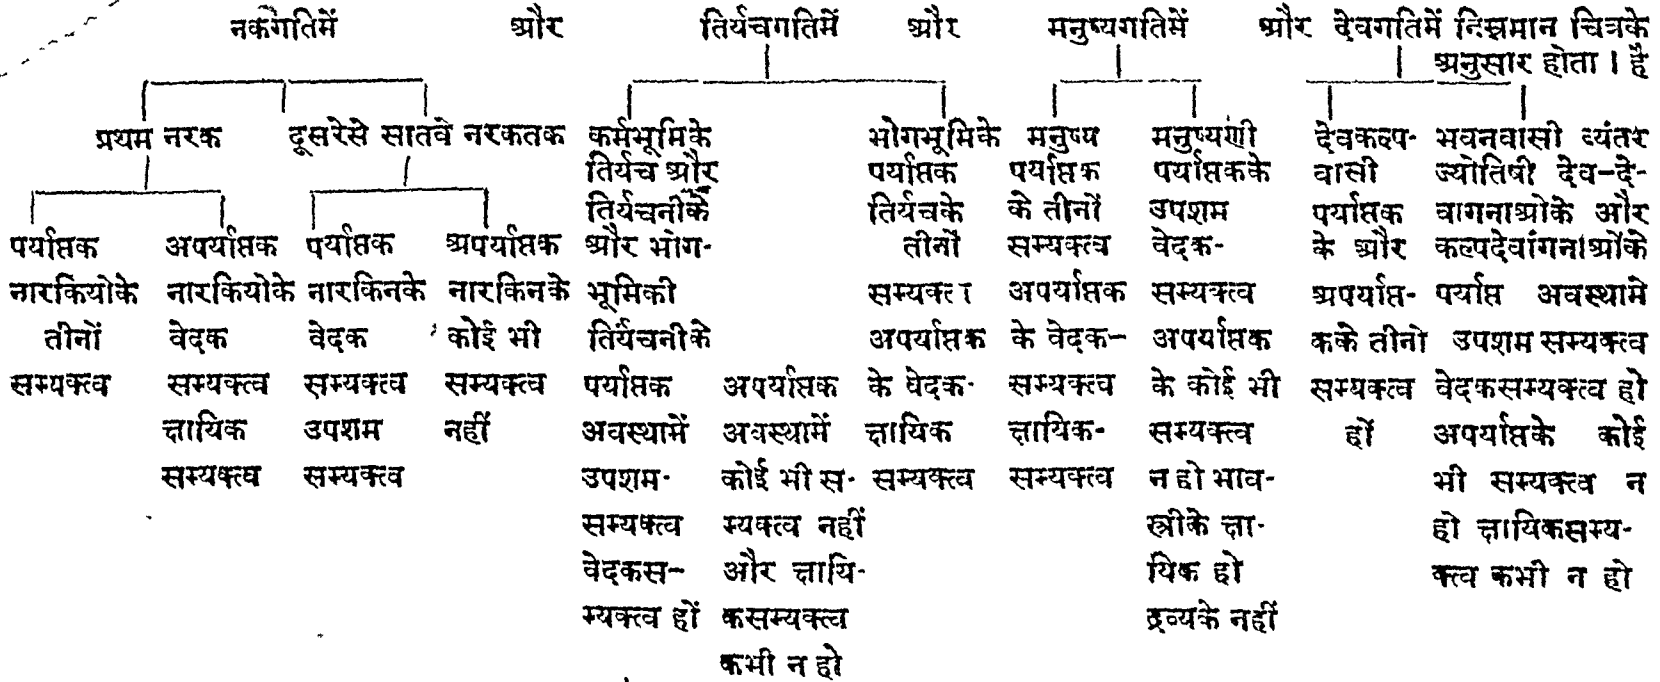 नर्कगतिमें और तिर्यचगतिमें और मनुष्यगतिमें और देवगतिमें निम्नमान चित्रके
अनुसार होता । है
प्रथम नरक
पर्याप्तक
नारकियोके
तीनों
सम्यक्त्व
अपर्याप्तक
नारकियोके
वेदक
सम्यक्त्व
क्षायिक
सम्यक्त्व
दूसरेसे सातवे नरकतक
पर्याप्तक
नारकिनके
वेदक
सम्यक्त्व
उपशम
सम्यक्त्व
अपर्याप्तक
नारकिनके
कोई भी
सम्यक्त्व
नहीं
कर्मभूमिके
तिर्यच और
तिर्यचनीके
और भोग-
भूमिकी
तिर्यचनीके
पर्याप्तक
अवस्थामें
उपशम-
सम्यक्त्व
वेदकस-
म्यक्त्व हों
अपर्याप्तक
अवस्थामें
कोई भी स-
म्यक्त्व नहीं
और क्षायि-
कसम्यक्त्व
कभी न हो
भोगभूमिके
पर्याप्तक
तिर्यचके
तीनों
सम्यक्त्व
अपर्याप्तक
के वेदक-
क्षायिक
सम्यक्त्व
मनुष्य
पर्याप्तक
के तीनों
सम्यक्त्व
अपर्याप्तक
के वेदक-
सम्यक्त्व
क्षायिक-
सम्यक्त्व
मनुष्यणी
पर्याप्तकके
उपशम
वेदक-
सम्यक्त्व
अपर्याप्तक
के कोई भी
सम्यक्त्व
न हो भाव-
स्त्रीके क्षा-
यिक हो
द्रव्यके नहीं
देवकल्प-
वासी
पर्याप्तक
के और
अपर्याप्त-
कके तीनो
सम्यक्त्व
हों
भवनवासी व्यंतर
ज्योतिषी देव-दे-
वागनाओके और
कल्पदेवांगनाओंके
पर्याप्त अवस्थामे
उपशम सम्यक्त्व
वेदकसम्यक्त्व हो
अपर्याप्तके कोई
भी सम्यक्त्व न
हो क्षायिकसम्य-
क्त्व कभी न हो